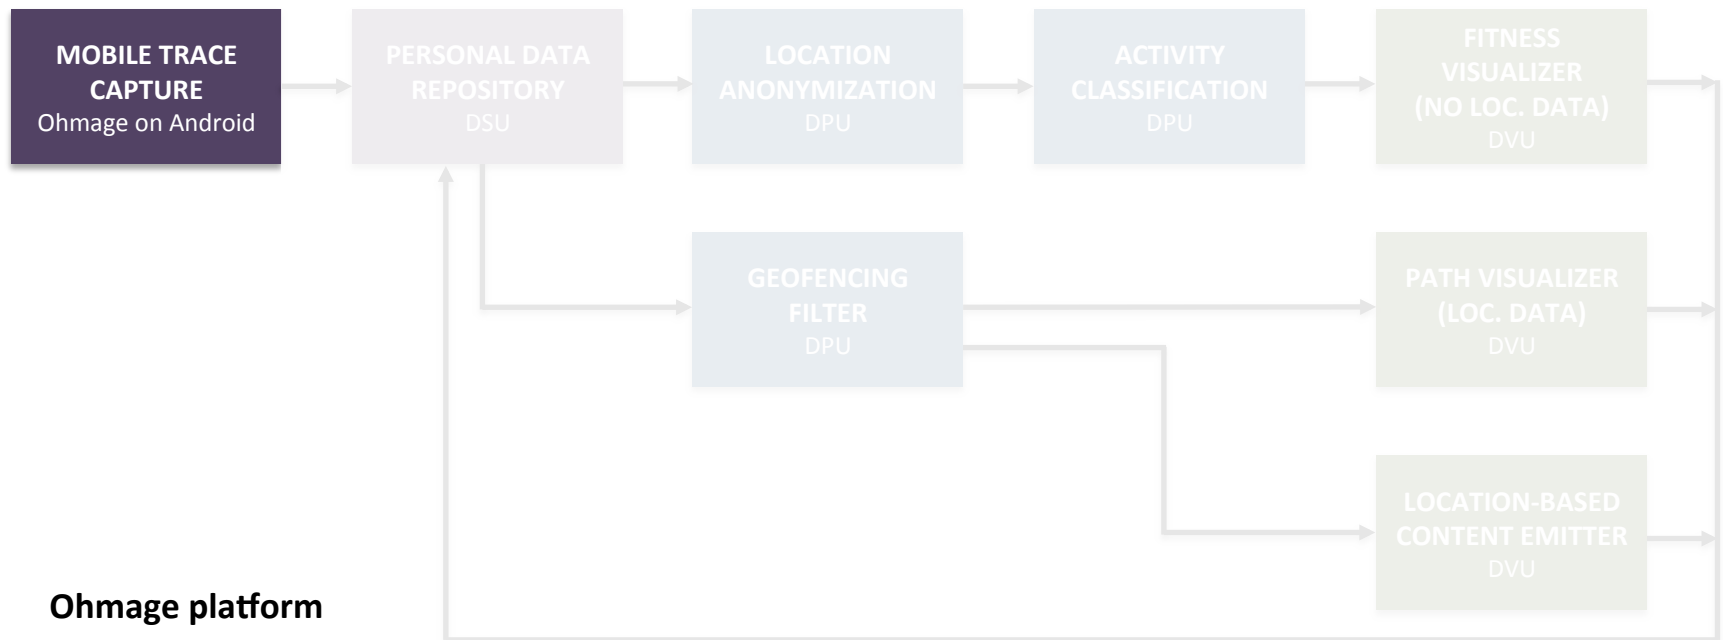 MOBILE TRACE
CAPTURE
Ohmage on Android
PERSONAL DATA
REPOSITORY
DSU
LOCATION
ANONYMIZATION
DPU
ACTIVITY
CLASSIFICATION
DPU
FITNESS
VISUALIZER
(NO LOC. DATA)
DVU
GEOFENCING
FILTER
DPU
PATH VISUALIZER
(LOC. DATA)
DVU
LOCATION-BASED
CONTENT EMITTER
DVU
Ohmage platform